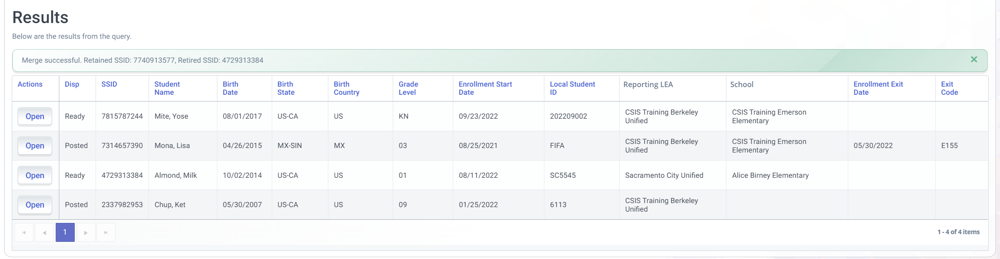 Results
Below are the results from the query.
Merge successful. Retained SSID: 7740913577, Retired SSID: 4729313384
Actions Disp SSID Student Name Birth Date Birth State Birth Country Grade Level Enrollment Start Date Local Student ID Reporting LEA School Enrollment Exit Date Exit Code
Open Ready 7815787244 Mite, Yose 08/01/2017 US-CA US KN 09/23/2022 202209002 CSIS Training Berkeley Unified CSIS Training Emerson Elementary
Open Posted 7314657390 Mona, Lisa 04/26/2015 MX-SIN MX 03 08/25/2021 FIFA CSIS Training Berkeley Unified CSIS Training Emerson Elementary 05/30/2022 E155
Open Ready 4729313384 Almond, Milk 10/02/2014 US-CA US 01 08/11/2022 SC5545 Sacramento City Unified Alice Birney Elementary
Open Posted 2337982953 Chup, Ket 05/30/2007 US-CA US 09 01/25/2022 6113 CSIS Training Berkeley Unified
1 1 - 4 of 4 items